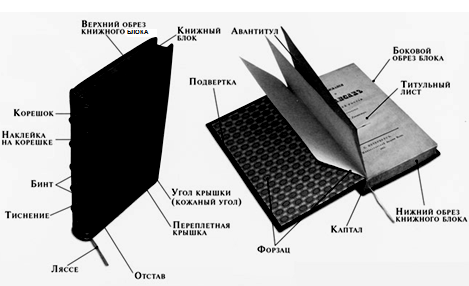 Верхний обрез
книжного блока
Книжный
блок
Корешок
Наклейка
на корешке
Бинт
Тиснение
Ляссе
Отстав
Переплетная
крышка
Угол крышки
(кожаный угол)
Авантитул
Подвертка
Боковой
обрез блока
Титульный
лист
Нижний обрез
книжного блока
Каптал
Форзац